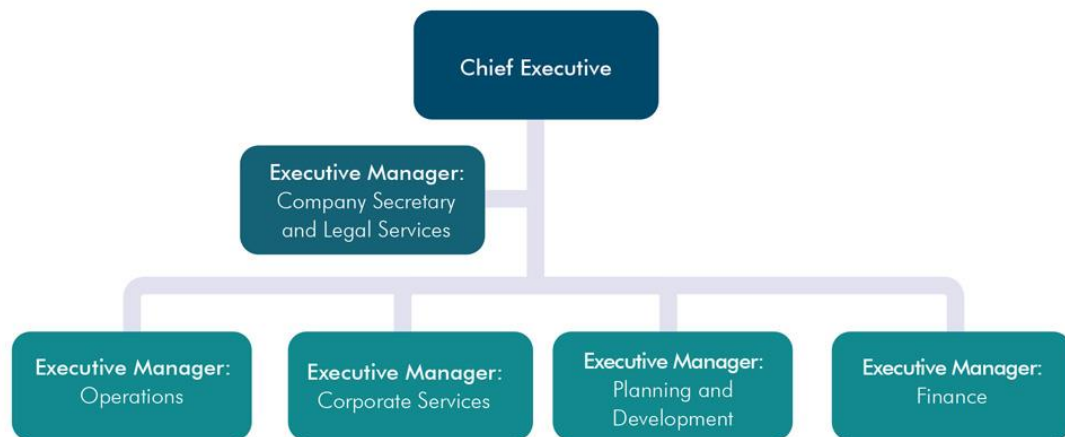 Chief Executive
Executive Manager:
Company Secretary
and Legal Services
Executive Manager:
Operations
Executive Manager:
Corporate Services
Executive Manager:
Planning and
Development
Executive Manager:
Finance